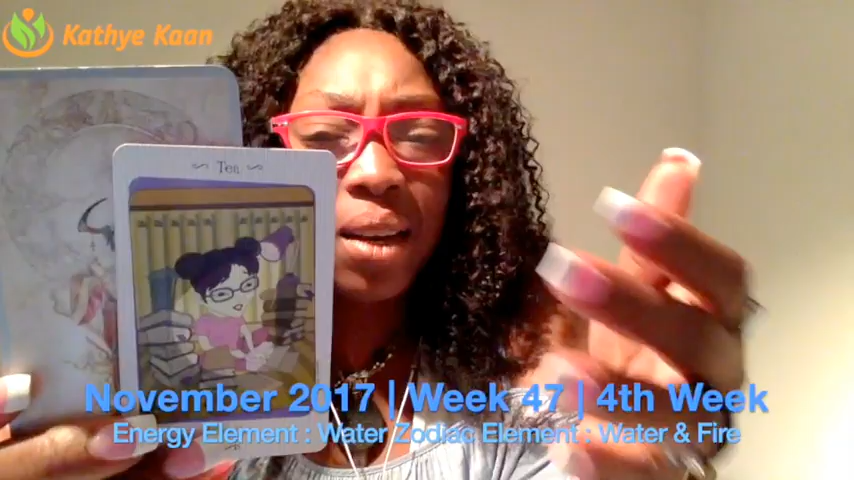 Kathye Kaan
Ten
November 2017 | Week 47 | 4th Week
Energy Element : Water Zodiac Element : Water & Fire